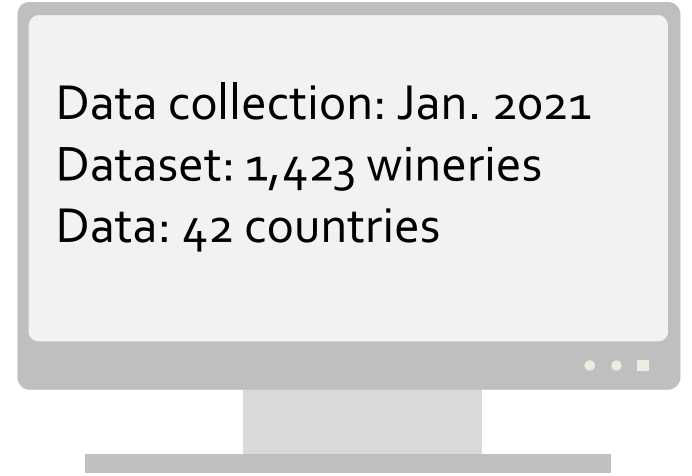 Data collection: Jan. 2021
Dataset: 1,423 wineries
Data: 42 countries